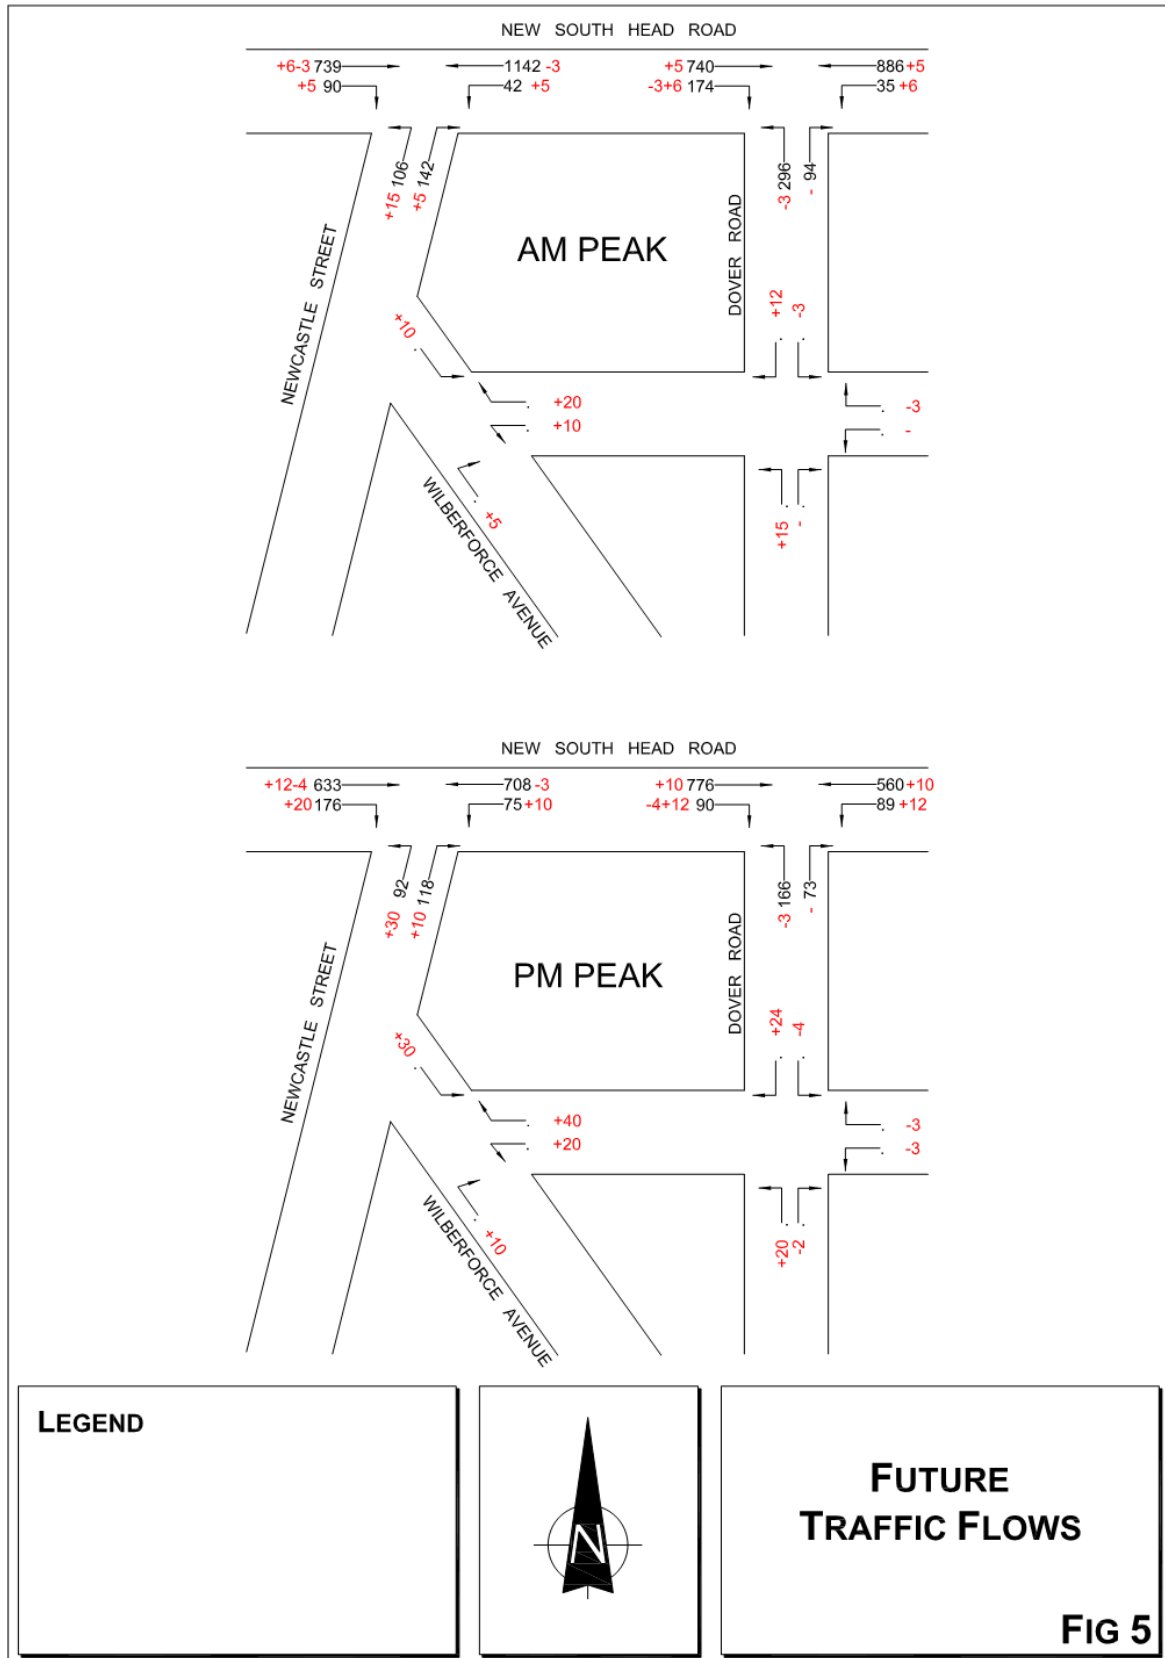 NEW SOUTH HEAD ROAD
+6-3 739 1142 -3 +5 740 886 +5
+5 90 42 +5 -3+6 174 35 +6
+15 106
+5 142
-3 296
- 94
NEWCASTLE STREET
AM PEAK
DOVER ROAD
+12
-3
+10
+20
+10
-3
-
WILBERFORCE AVENUE
+5
+15
-
NEW SOUTH HEAD ROAD
+12-4 633 708 -3 +10 776 560 +10
+20 176 75 +10 -4+12 90 89 +12
+30 92
+10 118
-3 166
- 73
NEWCASTLE STREET
PM PEAK
DOVER ROAD
+24
-4
+30
+40
+20
-3
-3
WILBERFORCE AVENUE
+10
+20
-2
LEGEND
N
FUTURE
TRAFFIC FLOWS
FIG 5